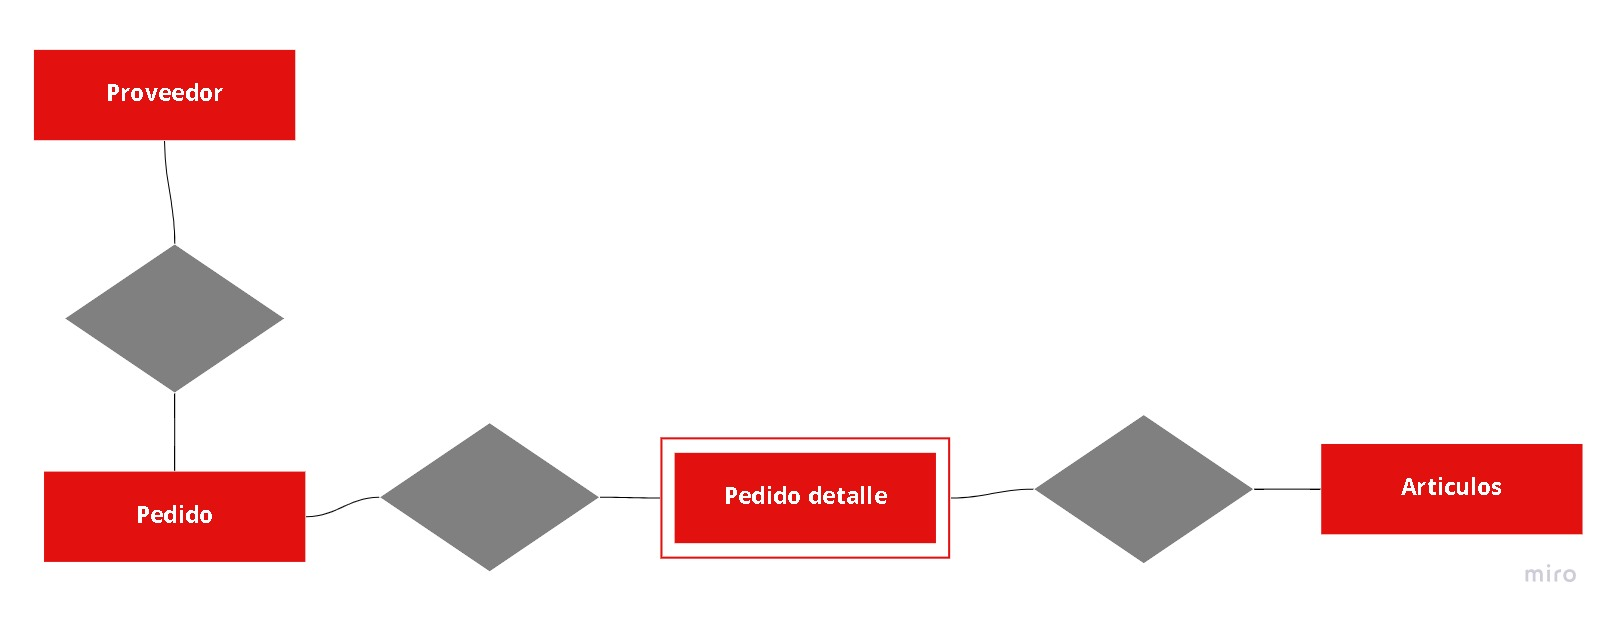 Proveedor
Pedido
Pedido detalle
Articulos
miro